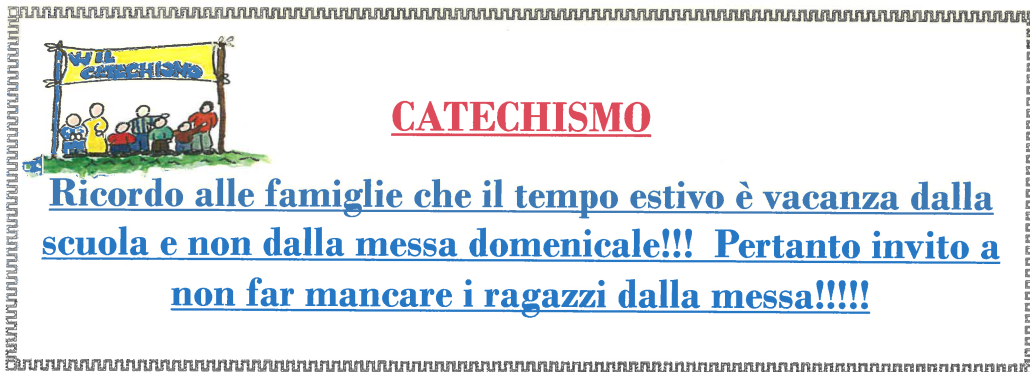 W IL
CATECHISMO
CATECHISMO
Ricordo alle famiglie che il tempo estivo è vacanza dalla
scuola e non dalla messa domenicale!!! Pertanto invito a
non far mancare i ragazzi dalla messa!!!!!